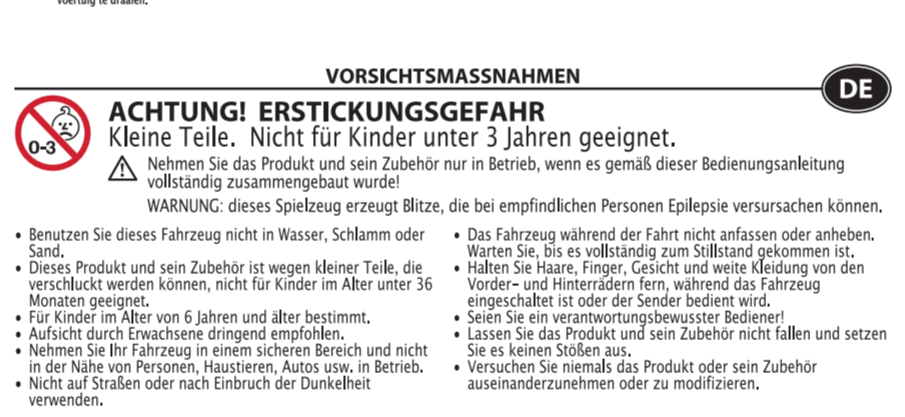 voertuig te draaien.
VORSICHTSMASSNAHMEN
DE
0-3
ACHTUNG! ERSTICKUNGSGEFAHR
Kleine Teile. Nicht für Kinder unter 3 Jahren geeignet.
Nehmen Sie das Produkt und sein Zubehör nur in Betrieb, wenn es gemäß dieser Bedienungsanleitung
vollständig zusammengebaut wurde!
WARNUNG: dieses Spielzeug erzeugt Blitze, die bei empfindlichen Personen Epilepsie versursachen können.
• Benutzen Sie dieses Fahrzeug nicht in Wasser, Schlamm oder
Sand.
• Dieses Produkt und sein Zubehör ist wegen kleiner Teile, die
verschluckt werden können, nicht für Kinder im Alter unter 36
Monaten geeignet.
• Für Kinder im Alter von 6 Jahren und älter bestimmt.
• Aufsicht durch Erwachsene dringend empfohlen.
• Nehmen Sie Ihr Fahrzeug in einem sicheren Bereich und nicht
in der Nähe von Personen, Haustieren, Autos usw. in Betrieb.
• Nicht auf Straßen oder nach Einbruch der Dunkelheit
verwenden.
• Das Fahrzeug während der Fahrt nicht anfassen oder anheben.
Warten Sie, bis es vollständig zum Stillstand gekommen ist.
• Halten Sie Haare, Finger, Gesicht und weite Kleidung von den
Vorder- und Hinterrädern fern, während das Fahrzeug
eingeschaltet ist oder der Sender bedient wird.
• Seien Sie ein verantwortungsbewusster Bediener!
• Lassen Sie das Produkt und sein Zubehör nicht fallen und setzen
Sie es keinen Stößen aus.
• Versuchen Sie niemals das Produkt oder sein Zubehör
auseinanderzunehmen oder zu modifizieren.